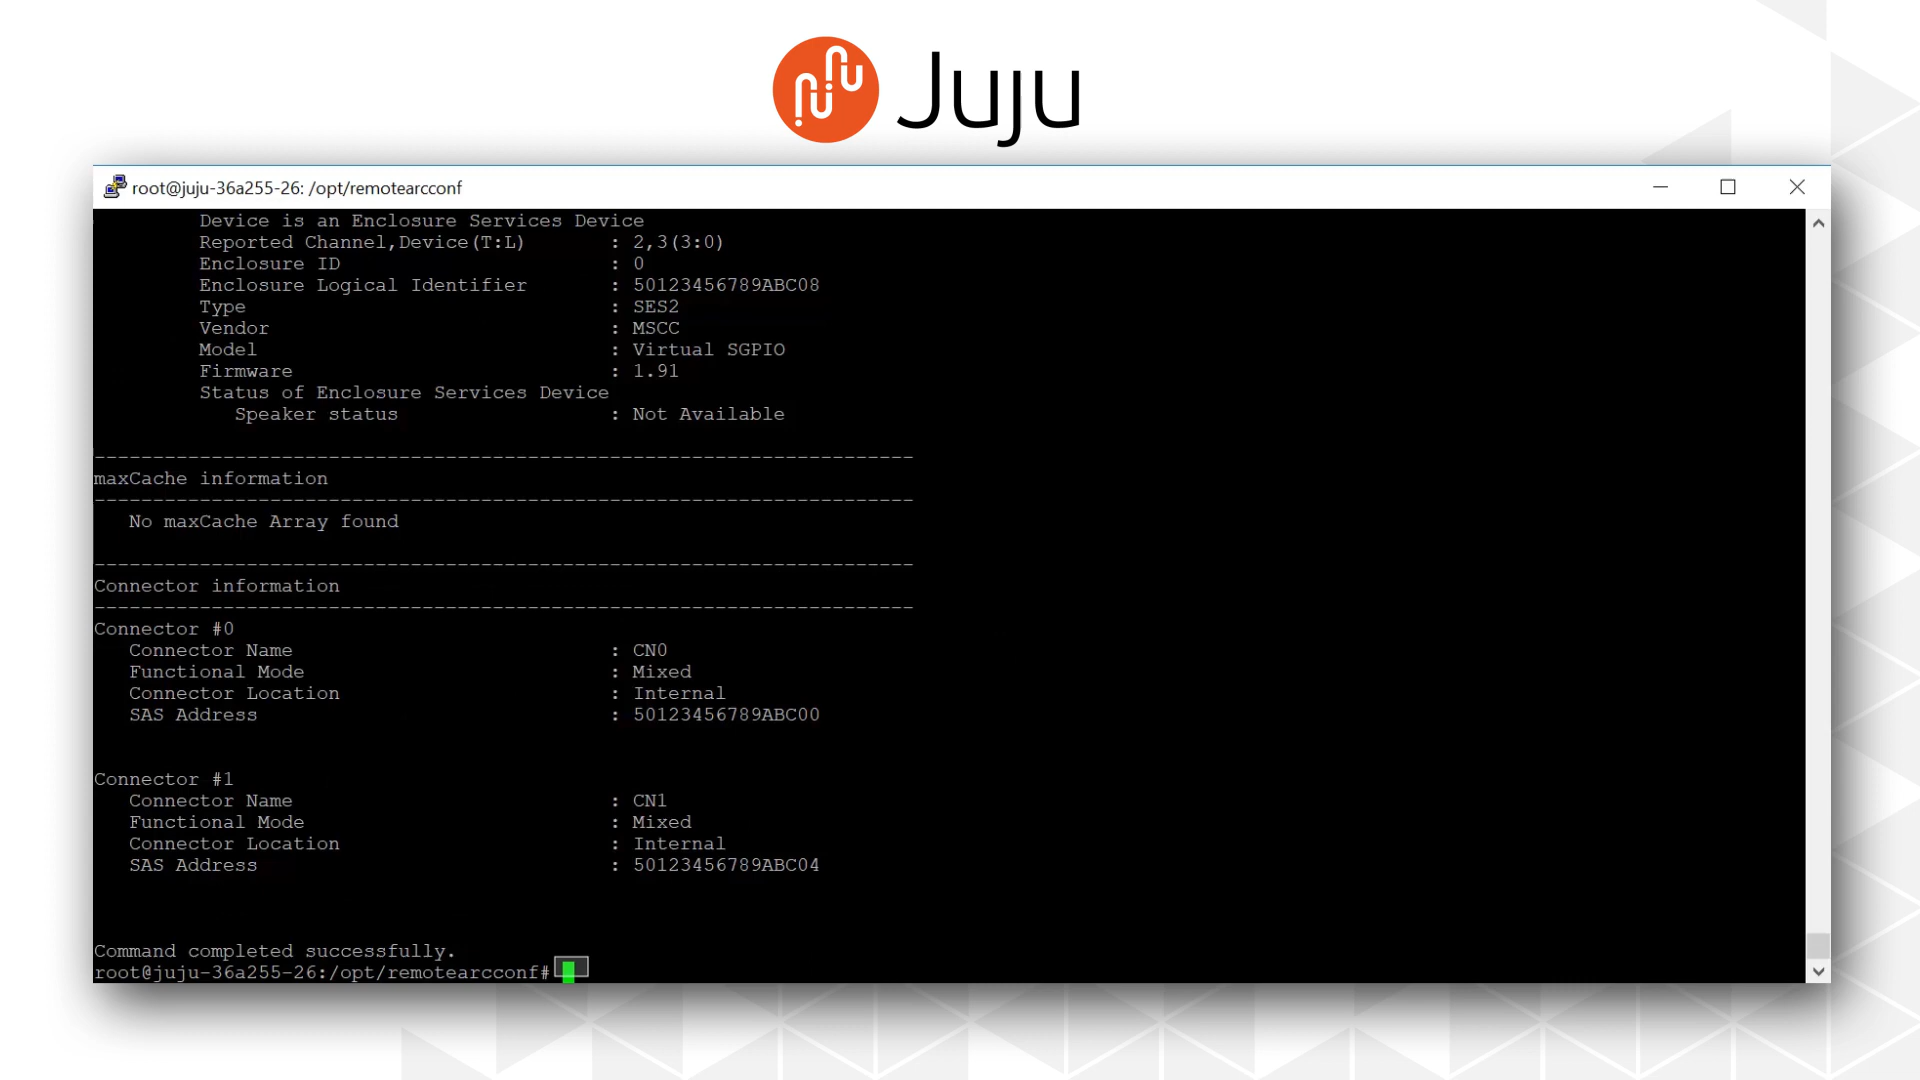 Juju
root@juju-36a255-26: /opt/remotearcconf
Device is an Enclosure Services Device
Reported Channel,Device(T:L) : 2,3(3:0)
Enclosure ID : 0
Enclosure Logical Identifier : 50123456789ABC08
Type : SES2
Vendor : MSCC
Model : Virtual SGPIO
Firmware : 1.91
Status of Enclosure Services Device
Speaker status : Not Available
----------------------------------------------------------------------
maxCache information
----------------------------------------------------------------------
No maxCache Array found
----------------------------------------------------------------------
Connector information
----------------------------------------------------------------------
Connector #0
Connector Name : CN0
Functional Mode : Mixed
Connector Location : Internal
SAS Address : 50123456789ABC00
Connector #1
Connector Name : CN1
Functional Mode : Mixed
Connector Location : Internal
SAS Address : 50123456789ABC04
Command completed successfully.
root@juju-36a255-26:/opt/remotearcconf#